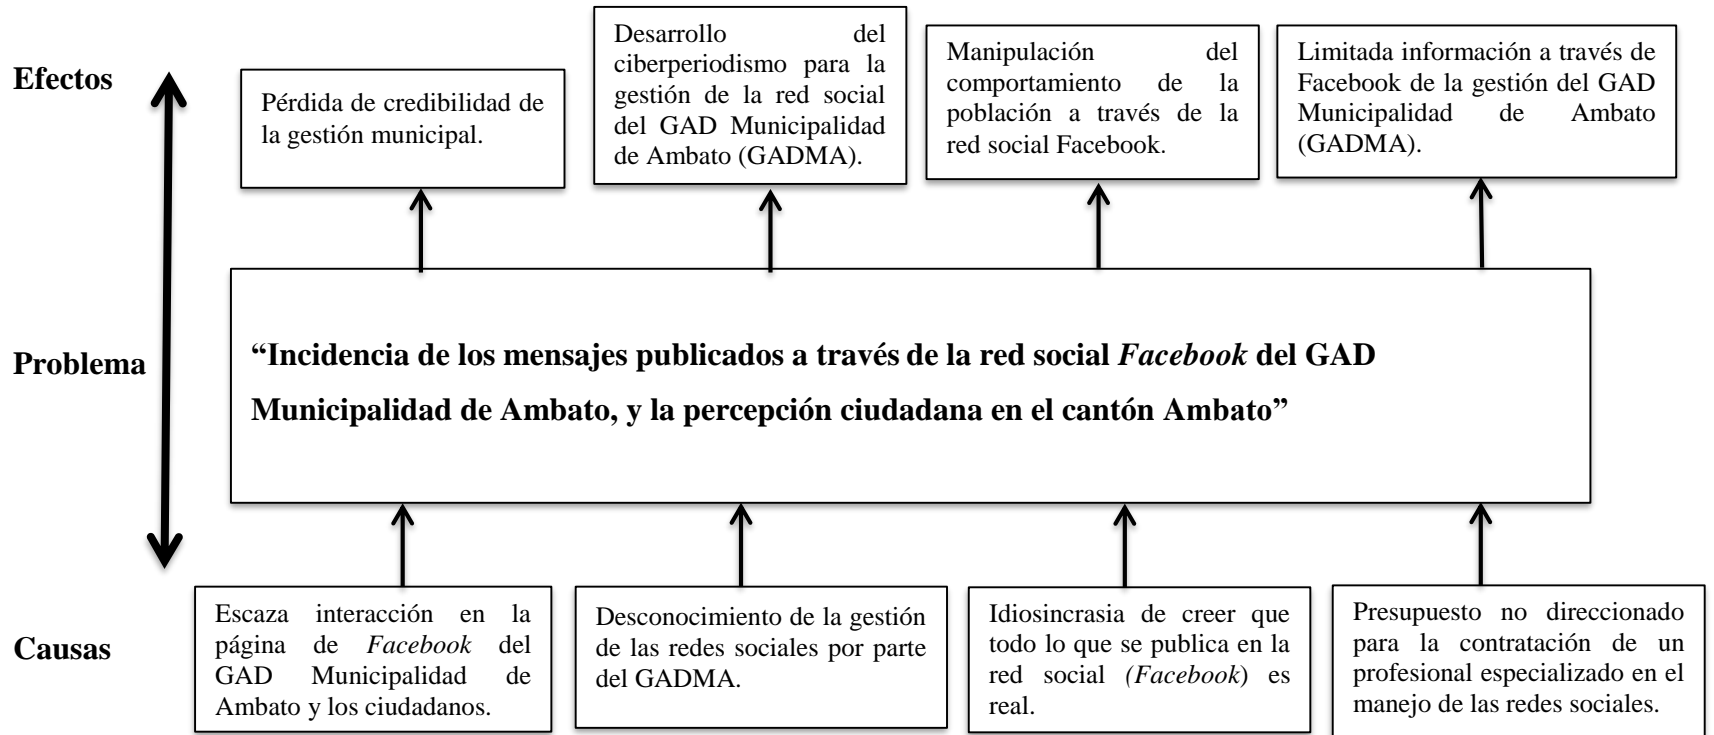 Efectos
Pérdida de credibilidad de
la gestión municipal.
Desarrollo del
ciberperiodismo para la
gestión de la red social
del GAD Municipalidad
de Ambato (GADMA).
Manipulación del
comportamiento de la
población a través de la
red social Facebook.
Limitada información a través de
Facebook de la gestión del GAD
Municipalidad de Ambato
(GADMA).
Problema
“Incidencia de los mensajes publicados a través de la red social Facebook del GAD
Municipalidad de Ambato, y la percepción ciudadana en el cantón Ambato”
Causas
Escaza interacción en la
página de Facebook del
GAD Municipalidad de
Ambato y los ciudadanos.
Desconocimiento de la gestión
de las redes sociales por parte
del GADMA.
Idiosincrasia de creer que
todo lo que se publica en la
red social (Facebook) es
real.
Presupuesto no direccionado
para la contratación de un
profesional especializado en el
manejo de las redes sociales.